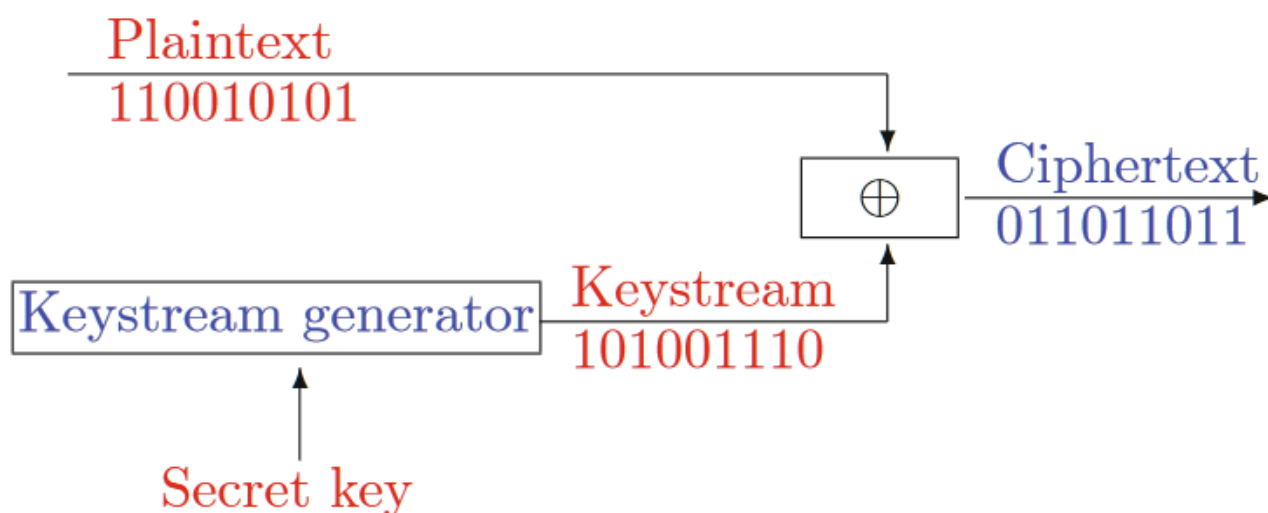 Plaintext
110010101
Ciphertext
011011011
Keystream generator
Keystream
101001110
Secret key